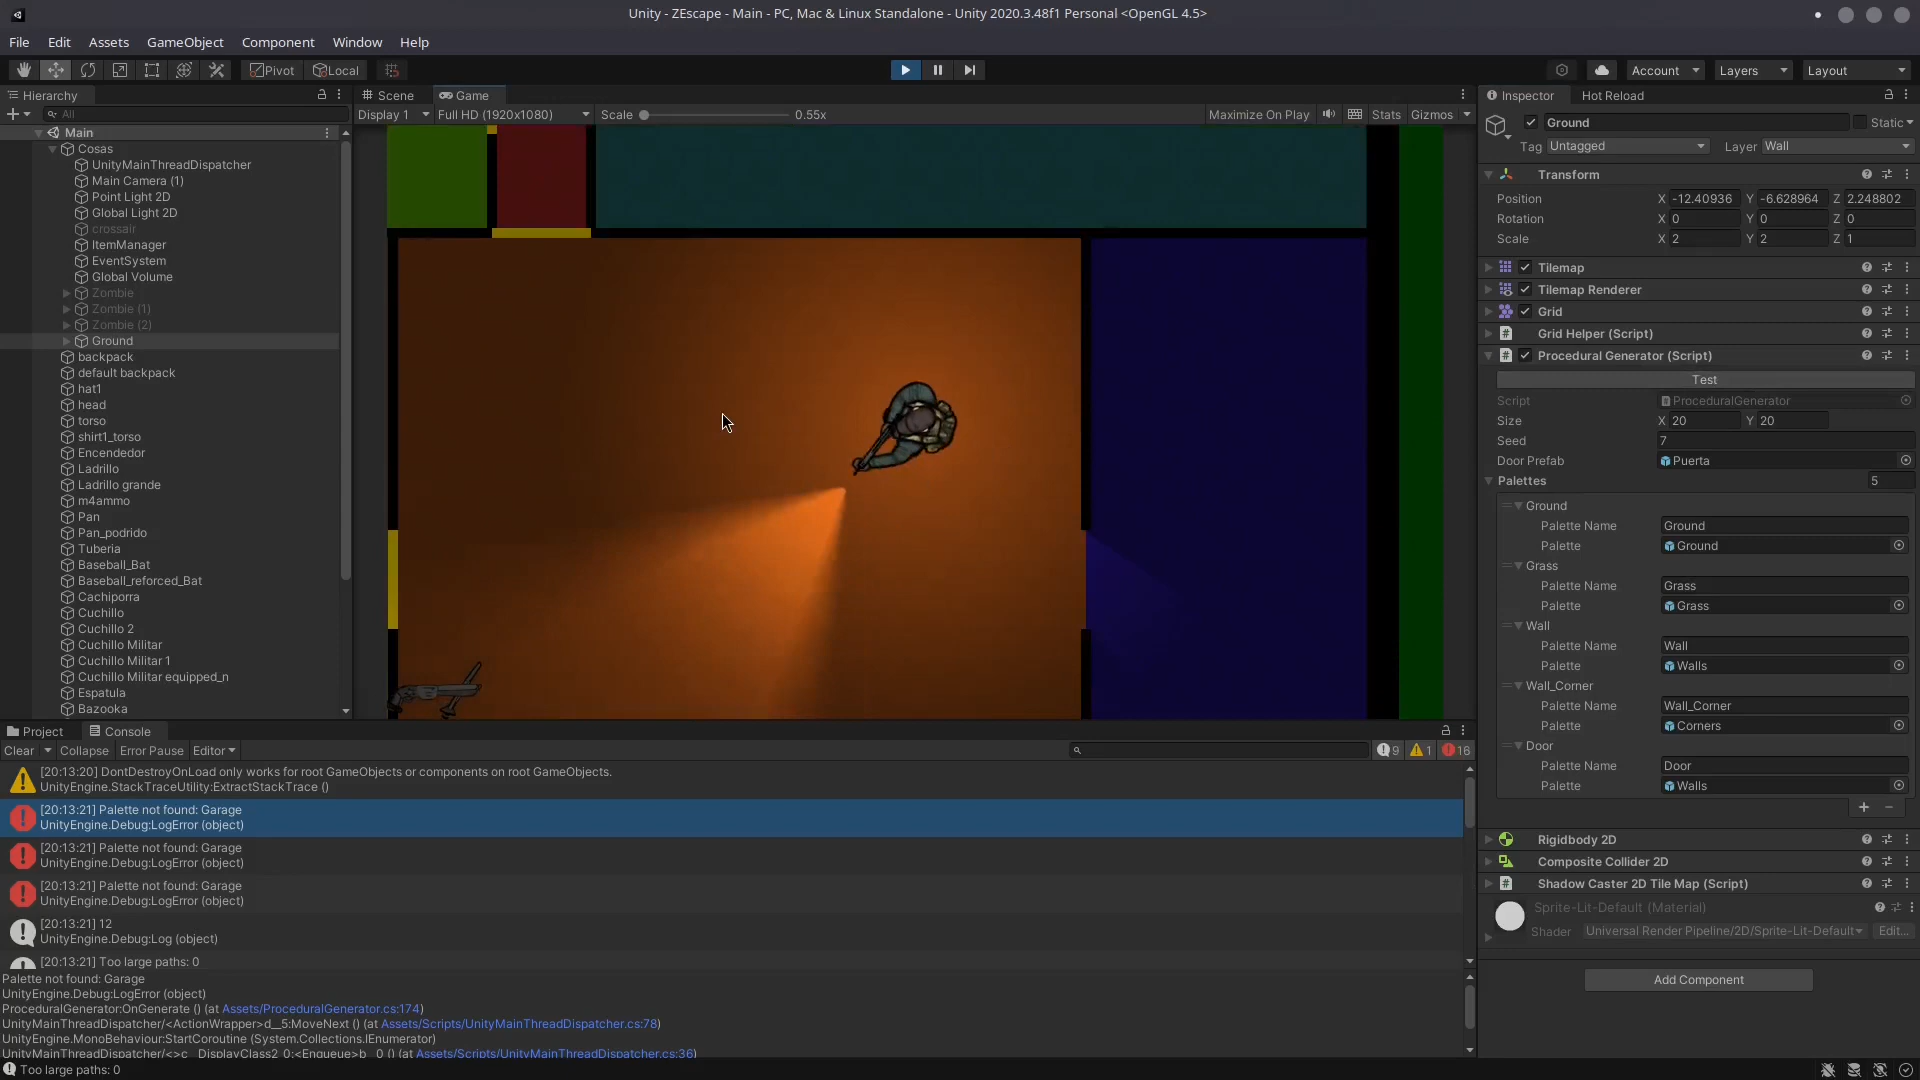 Unity - ZEscape - Main - PC, Mac & Linux Standalone - Unity 2020.3.48f1 Personal <OpenGL 4.5>
File Edit Assets GameObject Component Window Help
Pivot Local Account Layers Layout
Hierarchy
All
Main
Cosas
UnityMainThreadDispatcher
Main Camera (1)
Point Light 2D
Global Light 2D
crossair
ItemManager
EventSystem
Global Volume
Zombie
Zombie (1)
Zombie (2)
Ground
backpack
default backpack
hat1
head
torso
shirt1_torso
Encendedor
Ladrillo
Ladrillo grande
m4ammo
Pan
Pan_podrido
Tuberia
Baseball_Bat
Baseball_reforced_Bat
Cachiporra
Cuchillo
Cuchillo 2
Cuchillo Militar
Cuchillo Militar 1
Cuchillo Militar equipped_n
Espatula
Bazooka
Scene Game
Display 1 Full HD (1920x1080) Scale 0.55x Maximize On Play Stats Gizmos
Inspector Hot Reload
Ground Static
Tag Untagged Layer Wall
Transform
Position X -12.40936 Y -6.628964 Z 2.248802
Rotation X 0 Y 0 Z 0
Scale X 2 Y 2 Z 1
Tilemap
Tilemap Renderer
Grid
Grid Helper (Script)
Procedural Generator (Script)
Test
Script ProceduralGenerator
Size X 20 Y 20
Seed 7
Door Prefab Puerta
Palettes 5
Ground
Palette Name Ground
Palette Ground
Grass
Palette Name Grass
Palette Grass
Wall
Palette Name Wall
Palette Walls
Wall_Corner
Palette Name Wall_Corner
Palette Corners
Door
Palette Name Door
Palette Walls
+ -
Rigidbody 2D
Composite Collider 2D
Shadow Caster 2D Tile Map (Script)
Sprite-Lit-Default (Material)
Shader Universal Render Pipeline/2D/Sprite-Lit-Default Edit...
Add Component
Project Console
Clear Collapse Error Pause Editor 9 1 16
[20:13:20] DontDestroyOnLoad only works for root GameObjects or components on root GameObjects.
UnityEngine.StackTraceUtility:ExtractStackTrace ()
[20:13:21] Palette not found: Garage
UnityEngine.Debug:LogError (object)
[20:13:21] Palette not found: Garage
UnityEngine.Debug:LogError (object)
[20:13:21] Palette not found: Garage
UnityEngine.Debug:LogError (object)
[20:13:21] 12
UnityEngine.Debug:Log (object)
[20:13:21] Too large paths: 0
Palette not found: Garage
UnityEngine.Debug:LogError (object)
ProceduralGenerator:OnGenerate () (at Assets/ProceduralGenerator.cs:174)
UnityMainThreadDispatcher/<ActionWrapper>d__5:MoveNext () (at Assets/Scripts/UnityMainThreadDispatcher.cs:78)
UnityEngine.MonoBehaviour:StartCoroutine (System.Collections.IEnumerator)
UnityMainThreadDispatcher/<>c__DisplayClass2_0:<Enqueue>b__0 () (at Assets/Scripts/UnityMainThreadDispatcher.cs:36)
Too large paths: 0